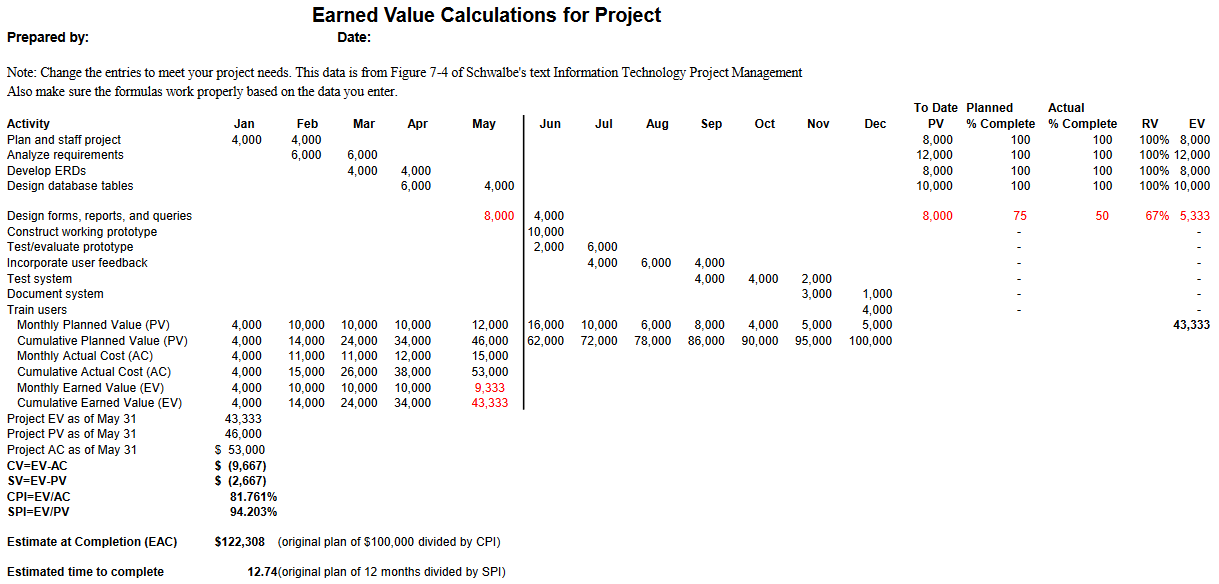 Earned Value Calculations for Project
Prepared by: Date:
Note: Change the entries to meet your project needs. This data is from Figure 7-4 of Schwalbe's text Information Technology Project Management
Also make sure the formulas work properly based on the data you enter.
To Date Planned Actual
Activity Jan Feb Mar Apr May Jun Jul Aug Sep Oct Nov Dec PV % Complete % Complete RV EV
Plan and staff project 4,000 4,000 8,000 100 100 100% 8,000
Analyze requirements 6,000 6,000 12,000 100 100 100% 12,000
Develop ERDs 4,000 4,000 8,000 100 100 100% 8,000
Design database tables 6,000 4,000 10,000 100 100 100% 10,000
Design forms, reports, and queries 8,000 4,000 8,000 75 50 67% 5,333
Construct working prototype 10,000 - -
Test/evaluate prototype 2,000 6,000 - -
Incorporate user feedback 4,000 6,000 4,000 - -
Test system 4,000 4,000 2,000 - -
Document system 3,000 1,000 - -
Train users 4,000 - -
Monthly Planned Value (PV) 4,000 10,000 10,000 10,000 12,000 16,000 10,000 6,000 8,000 4,000 5,000 5,000 43,333
Cumulative Planned Value (PV) 4,000 14,000 24,000 34,000 46,000 62,000 72,000 78,000 86,000 90,000 95,000 100,000
Monthly Actual Cost (AC) 4,000 11,000 11,000 12,000 15,000
Cumulative Actual Cost (AC) 4,000 15,000 26,000 38,000 53,000
Monthly Earned Value (EV) 4,000 10,000 10,000 10,000 9,333
Cumulative Earned Value (EV) 4,000 14,000 24,000 34,000 43,333
Project EV as of May 31 43,333
Project PV as of May 31 46,000
Project AC as of May 31 $ 53,000
CV=EV-AC $ (9,667)
SV=EV-PV $ (2,667)
CPI=EV/AC 81.761%
SPI=EV/PV 94.203%
Estimate at Completion (EAC) $122,308 (original plan of $100,000 divided by CPI)
Estimated time to complete 12.74(original plan of 12 months divided by SPI)